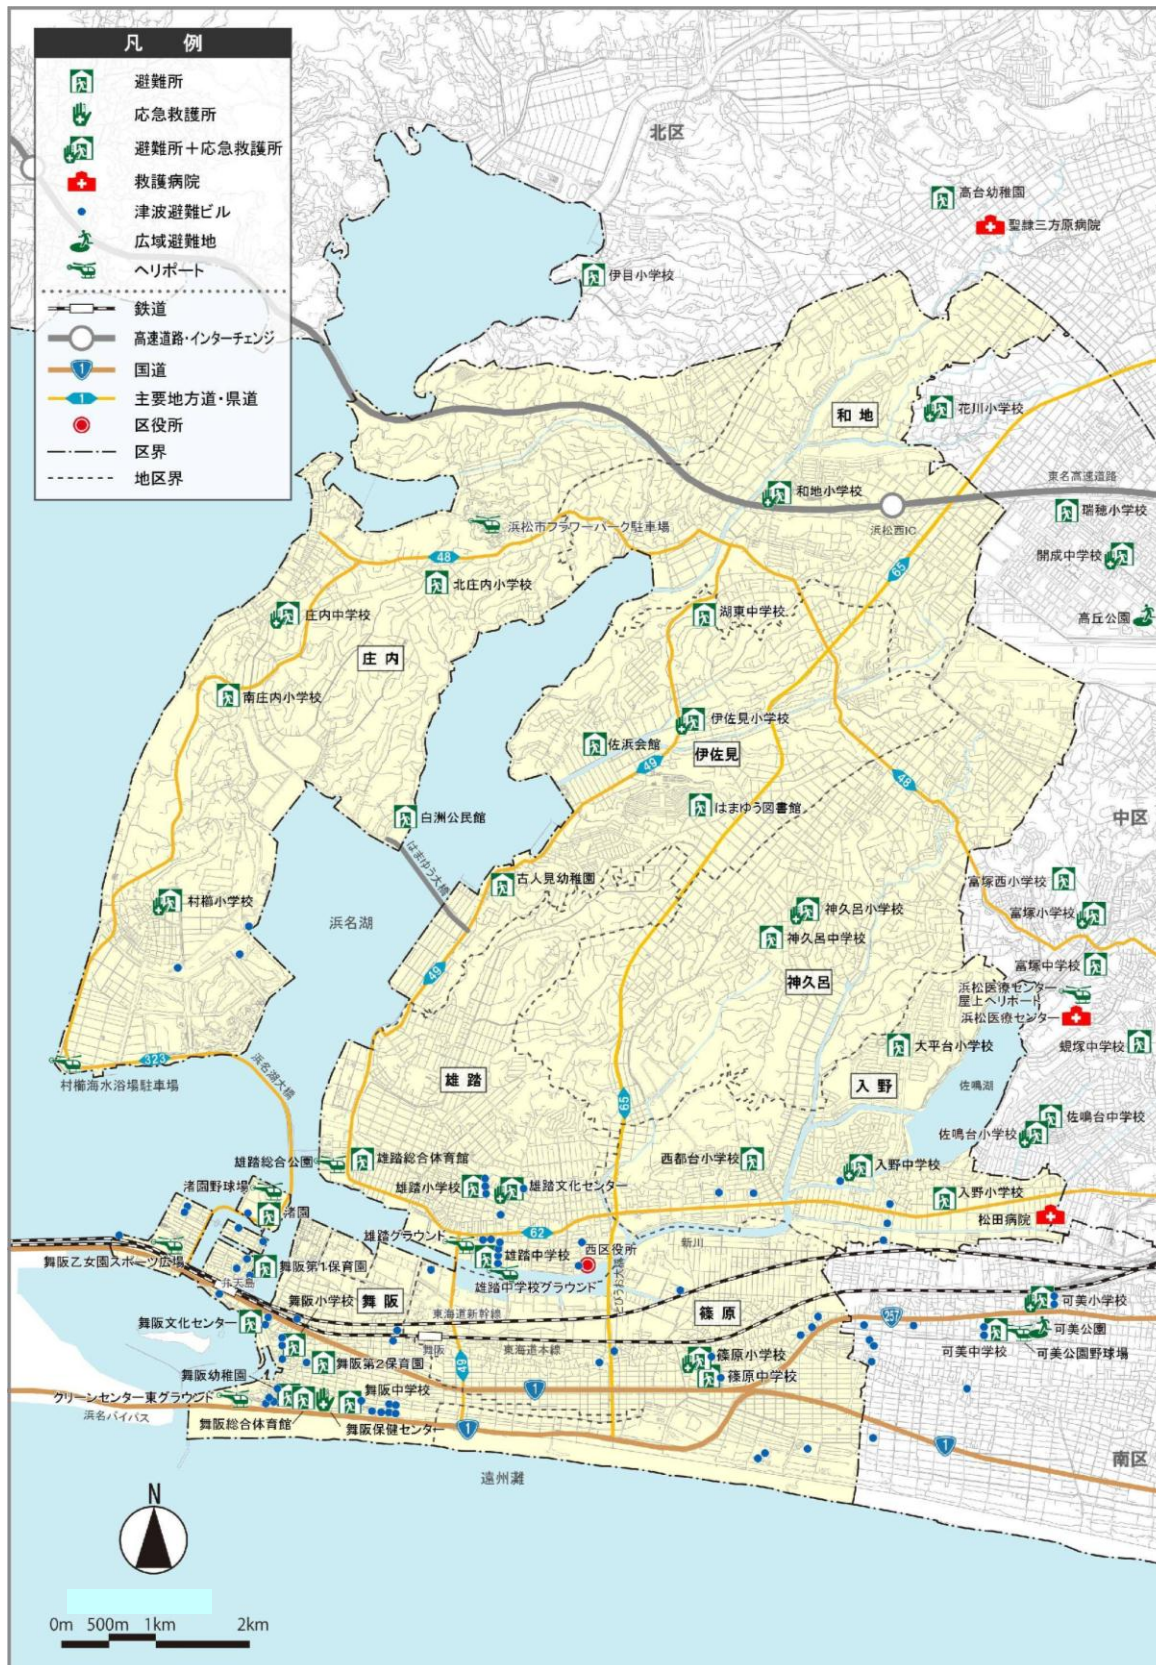 凡 例
避難所
応急救護所
避難所＋応急救護所
救護病院
津波避難ビル
広域避難地
ヘリポート
鉄道
高速道路・インターチェンジ
1
国道
1
主要地方道・県道
区役所
区界
地区界
北区
高台幼稚園
聖隷三方原病院
伊目小学校
和地
花川小学校
東名高速道路
和地小学校
瑞穂小学校
浜松西IC
浜松市フラワーパーク駐車場
開成中学校
48
65
北庄内小学校
湖東中学校
庄内中学校
高丘公園
庄内
南庄内小学校
伊佐見小学校
佐浜会館
伊佐見
49
48
はまゆう図書館
白洲公民館
中区
はまゆう大橋
古人見幼稚園
富塚西小学校
村櫛小学校
神久呂小学校
富塚小学校
浜名湖
神久呂中学校
富塚中学校
49
神久呂
浜松医療センター
屋上ヘリポート
浜松医療センター
大平台小学校
蜆塚中学校
323
村櫛海水浴場駐車場
浜名湖大橋
雄踏
入野
佐鳴湖
65
佐鳴台中学校
佐鳴台小学校
雄踏総合公園
雄踏総合体育館
西都台小学校
入野中学校
渚園野球場
雄踏小学校
雄踏文化センター
入野小学校
渚園
松田病院
62
雄踏グラウンド
雄踏中学校
西区役所
新川
舞阪乙女園スポーツ広場
舞阪第1保育園
弁天島
雄踏中学校グラウンド
とびうお大橋
舞阪小学校
舞阪
篠原
可美小学校
東海道新幹線
257
舞阪文化センター
舞阪
東海道本線
可美公園
可美中学校
可美公園野球場
舞阪第2保育園
49
篠原小学校
篠原中学校
舞阪幼稚園
舞阪中学校
1
クリーンセンター東グラウンド
浜名バイパス
舞阪総合体育館
舞阪保健センター
1
1
南区
遠州灘
N
0m 500m 1km 2km